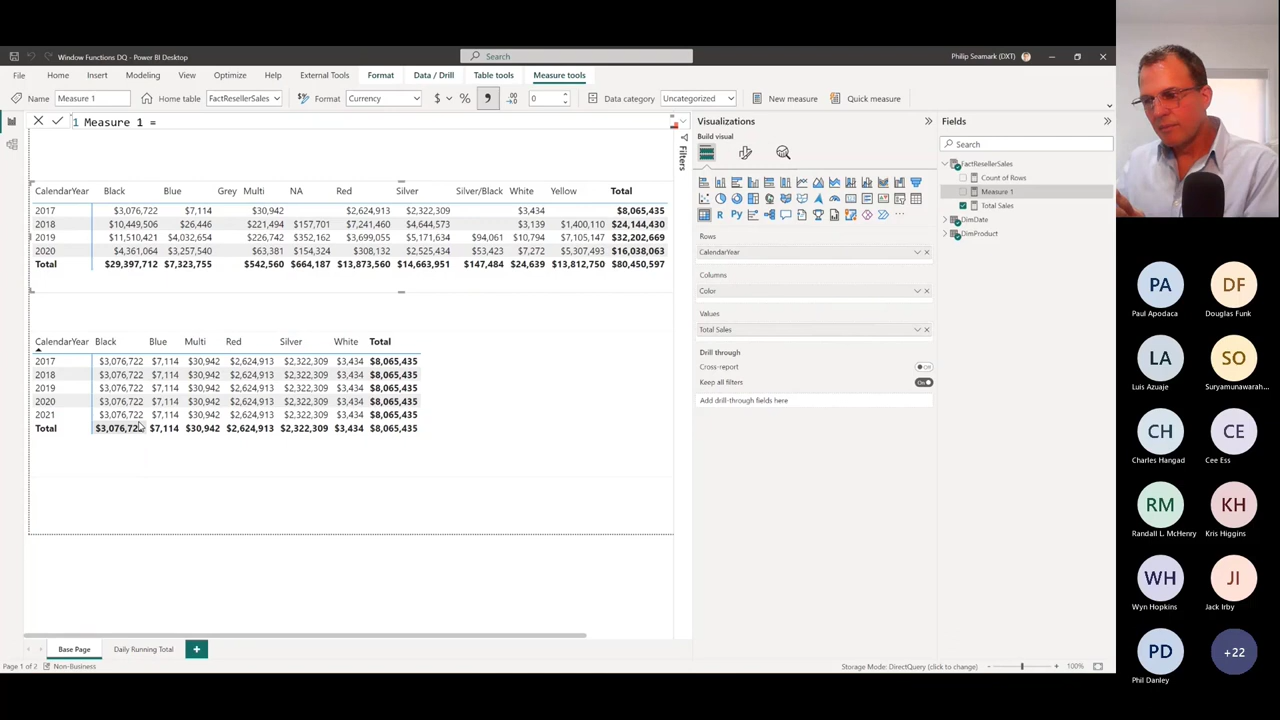 Window Functions DQ - Power BI Desktop
Search
Philip Seamark (DXT)
File Home Insert Modeling View Optimize Help External Tools Format Data / Drill Table tools Measure tools
Name Measure 1 Home table FactResellerSales Format Currency $ % 0 Data category Uncategorized New measure Quick measure
1 Measure 1 =
Filters
CalendarYear Black Blue Grey Multi NA Red Silver Silver/Black White Yellow Total
2017 $3,076,722 $7,114 $30,942 $2,624,913 $2,322,309 $3,434 $8,065,435
2018 $10,449,506 $26,446 $221,494 $157,701 $7,241,460 $4,644,573 $3,139 $1,400,110 $24,144,430
2019 $11,510,421 $4,032,654 $226,742 $352,162 $3,699,055 $5,171,634 $94,061 $10,794 $7,105,147 $32,202,669
2020 $4,361,064 $3,257,540 $63,381 $154,324 $308,132 $2,525,434 $53,423 $7,272 $5,307,493 $16,038,063
Total $29,397,712 $7,323,755 $542,560 $664,187 $13,873,560 $14,663,951 $147,484 $24,639 $13,812,750 $80,450,597
CalendarYear Black Blue Multi Red Silver White Total
2017 $3,076,722 $7,114 $30,942 $2,624,913 $2,322,309 $3,434 $8,065,435
2018 $3,076,722 $7,114 $30,942 $2,624,913 $2,322,309 $3,434 $8,065,435
2019 $3,076,722 $7,114 $30,942 $2,624,913 $2,322,309 $3,434 $8,065,435
2020 $3,076,722 $7,114 $30,942 $2,624,913 $2,322,309 $3,434 $8,065,435
2021 $3,076,722 $7,114 $30,942 $2,624,913 $2,322,309 $3,434 $8,065,435
Total $3,076,722 $7,114 $30,942 $2,624,913 $2,322,309 $3,434 $8,065,435
Visualizations
Build visual
R Py
Rows
CalendarYear
Columns
Color
Values
Total Sales
Drill through
Cross-report Off
Keep all filters On
Add drill-through fields here
Fields
Search
FactResellerSales
Count of Rows
Measure 1
Total Sales
DimDate
DimProduct
Base Page Daily Running Total
Page 1 of 2 Non-Business Storage Mode: DirectQuery (click to change) 100%
PA DF
Paul Apodaca Douglas Funk
LA SO
Luis Azuaje Suryamunawarah...
CH CE
Charles Hangad Cee Ess
RM KH
Randall L. McHenry Kris Higgins
WH JI
Wyn Hopkins Jack Irby
PD +22
Phil Danley